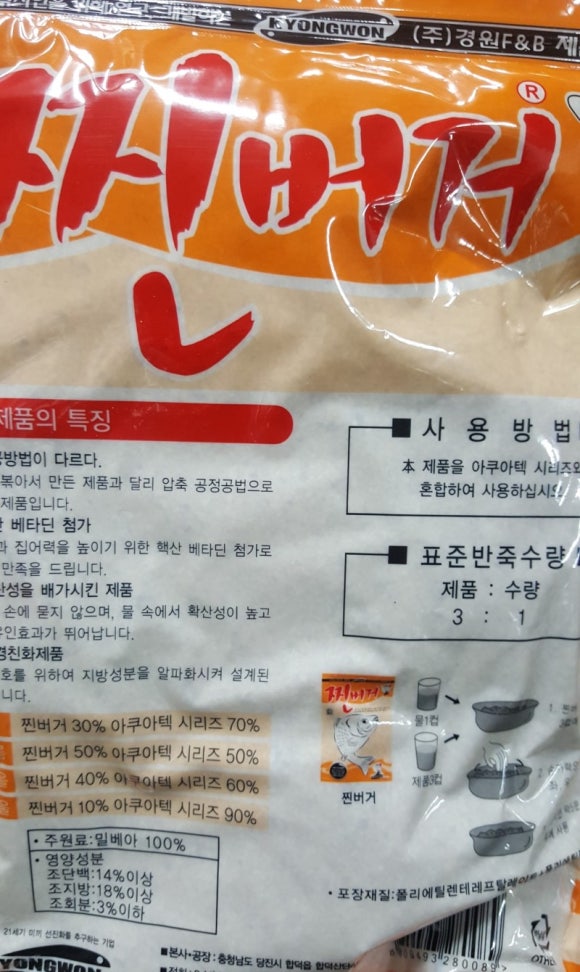 KYONGWON
(주)경원F&B
찐버거 ®
제품의 특징
방법이 다르다.
볶아서 만든 제품과 달리 압축 공정공법으로
제품입니다.
베타딘 첨가
과 집어력을 높이기 위한 핵산 베타딘 첨가로
만족을 드립니다.
산성을 배가시킨 제품
손에 묻지 않으며, 물 속에서 확산성이 높고
유인효과가 뛰어납니다.
경친화제품
호를 위하여 지방성분을 알파화시켜 설계된
니다.
찐버거 30% 아쿠아텍 시리즈 70%
찐버거 50% 아쿠아텍 시리즈 50%
찐버거 40% 아쿠아텍 시리즈 60%
찐버거 10% 아쿠아텍 시리즈 90%
• 주원료:밀베아 100%
• 영양성분
조단백:14%이상
조지방:18%이상
조회분:3%이하
■ 사 용 방 법
本 제품을 아쿠아텍 시리즈와
혼합하여 사용하십시오
■ 표준반죽수량
제품 : 수량
3 : 1
찐버거
물1컵
제품3컵
찐버거
1.
2.
• 포장재질:폴리에틸렌테레프탈레이트+
21세기 미끼 선진화를 추구하는 기업
KYONGWON
■본사•공장 : 충청남도 당진시 합덕읍 합덕산단
OTHER